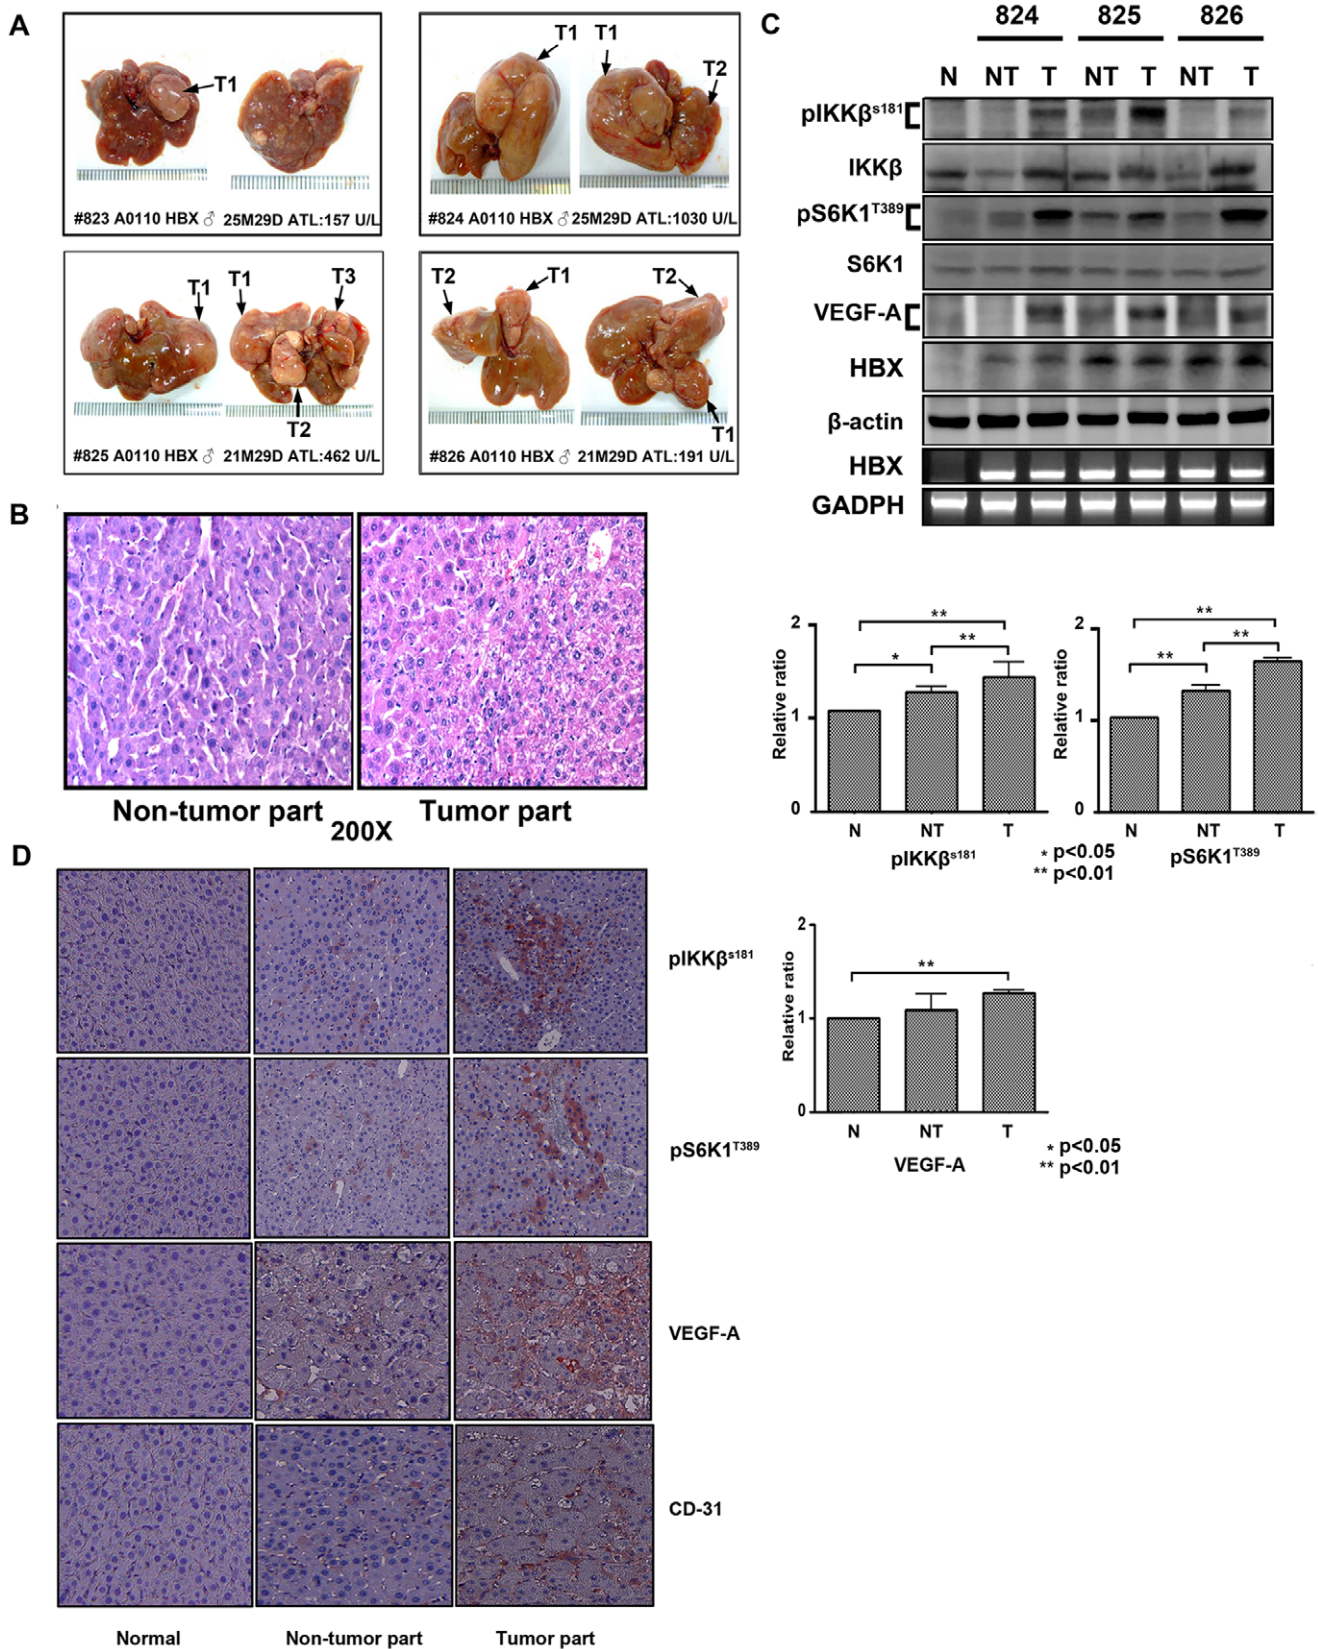 A
T1
#823 A0110 HBX ♂ 25M29D ATL:157 U/L
T1
T1
T2
#824 A0110 HBX ♂ 25M29D ATL:1030 U/L
T1
T1
T3
T2
#825 A0110 HBX ♂ 21M29D ATL:462 U/L
T2
T1
T2
T1
#826 A0110 HBX ♂ 21M29D ATL:191 U/L
B
Non-tumor part
Tumor part
200X
C
824 825 826
N NT T NT T NT T
pIKKβs181
IKKβ
pS6K1T389
S6K1
VEGF-A
HBX
β-actin
HBX
GADPH
2
1
0
Relative ratio
**
**
*
N NT T
pIKKβs181
* p<0.05
** p<0.01
2
1
0
Relative ratio
**
**
**
N NT T
pS6K1T389
2
1
0
Relative ratio
**
N NT T
VEGF-A
* p<0.05
** p<0.01
D
pIKKβs181
pS6K1T389
VEGF-A
CD-31
Normal Non-tumor part Tumor part